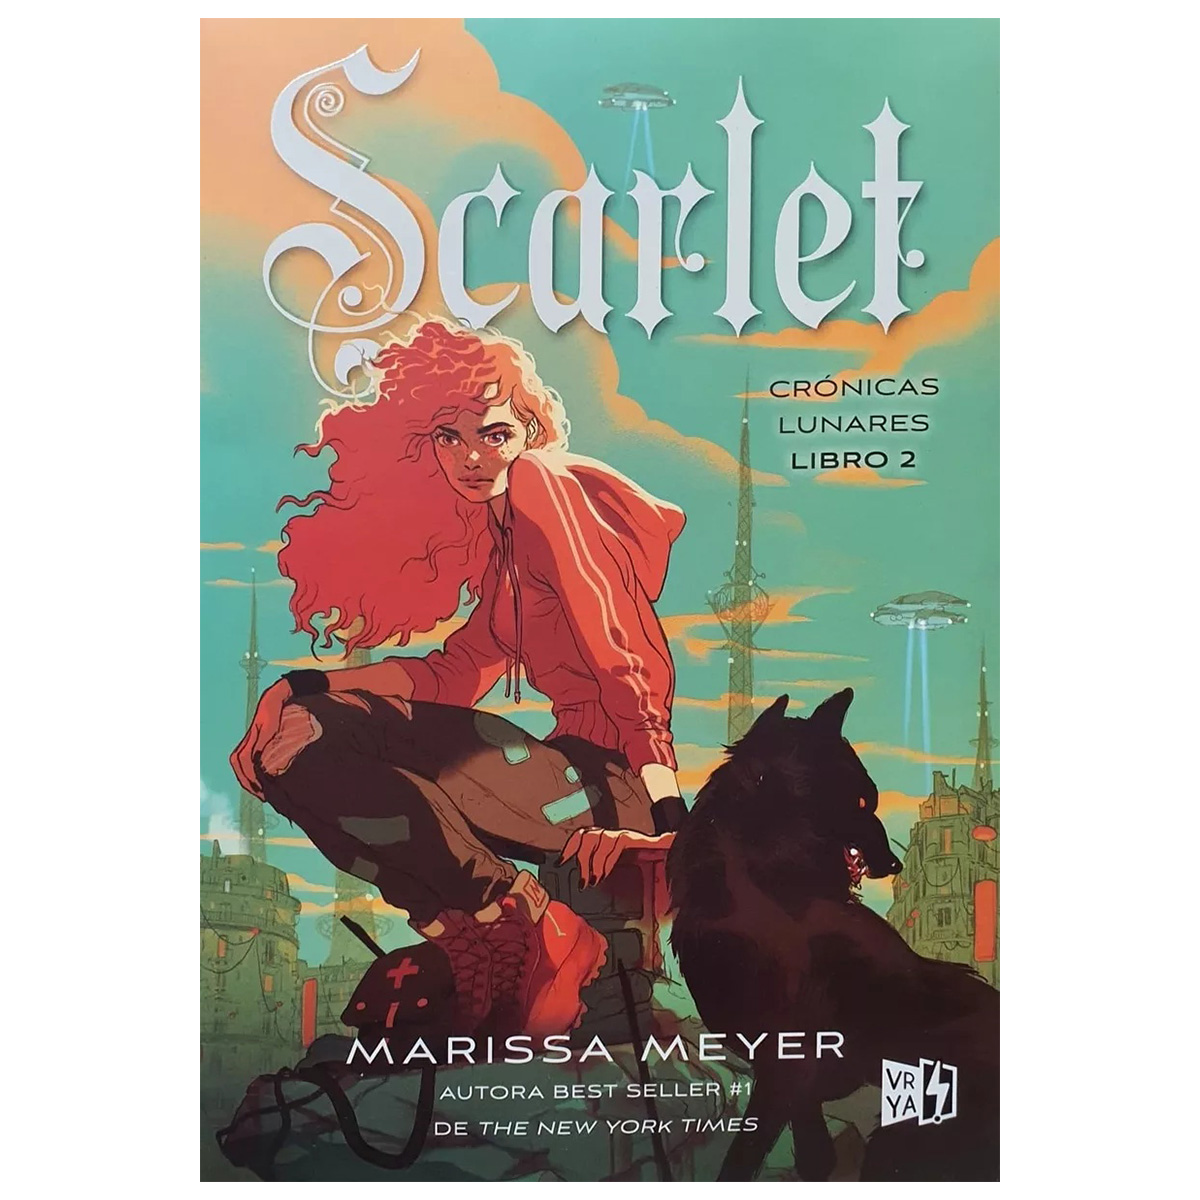 Scarlet
CRÓNICAS
LUNARES
LIBRO 2
MARISSA MEYER
AUTORA BEST SELLER #1
DE THE NEW YORK TIMES
VR
YA